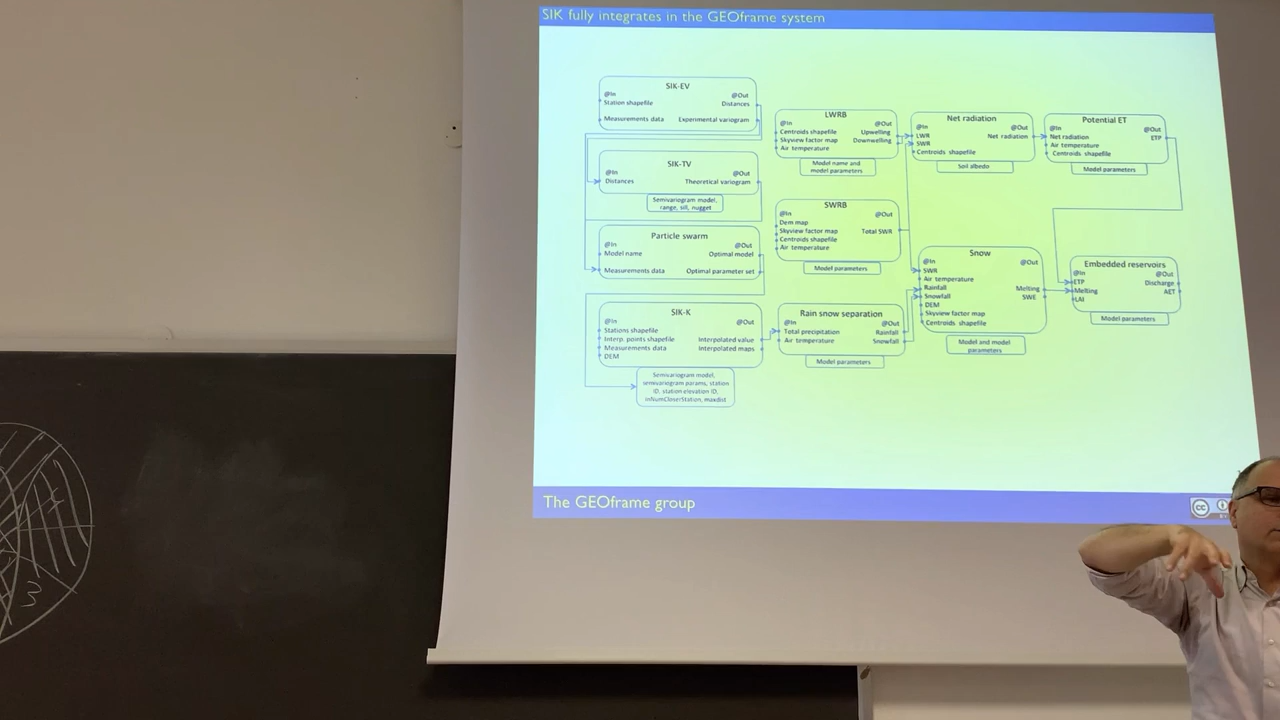 SIK fully integrates in the GEOframe system
SIK-EV
@In
@Out
Station shapefile
Distances
Measurements data
Experimental variogram
SIK-TV
@In
@Out
Distances
Theoretical variogram
Semivariogram model,
range, sill, nugget
Particle swarm
@In
@Out
Model name
Optimal model
Measurements data
Optimal parameter set
SIK-K
@In
@Out
Stations shapefile
Interp. points shapefile
Interpolated value
Measurements data
Interpolated maps
DEM
Semivariogram model,
semivariogram params, station
ID, station elevation ID,
inNumCloserStation, maxdist
LWRB
@In
@Out
Centroids shapefile
Upwelling
Skyview factor map
Downwelling
Air temperature
Model name and
model parameters
SWRB
@In
@Out
Dem map
Skyview factor map
Total SWR
Centroids shapefile
Air temperature
Model parameters
Rain snow separation
@In
@Out
Total precipitation
Rainfall
Air temperature
Snowfall
Model parameters
Net radiation
@In
@Out
LWR
Net radiation
SWR
Centroids shapefile
Soil albedo
Snow
@In
@Out
SWR
Air temperature
Rainfall
Melting
Snowfall
SWE
DEM
Skyview factor map
Centroids shapefile
Model and model
parameters
Potential ET
@In
@Out
Net radiation
ETP
Air temperature
Centroids shapefile
Model parameters
Embedded reservoirs
@In
@Out
ETP
Discharge
Melting
AET
LAI
Model parameters
The GEOframe group
cc
3